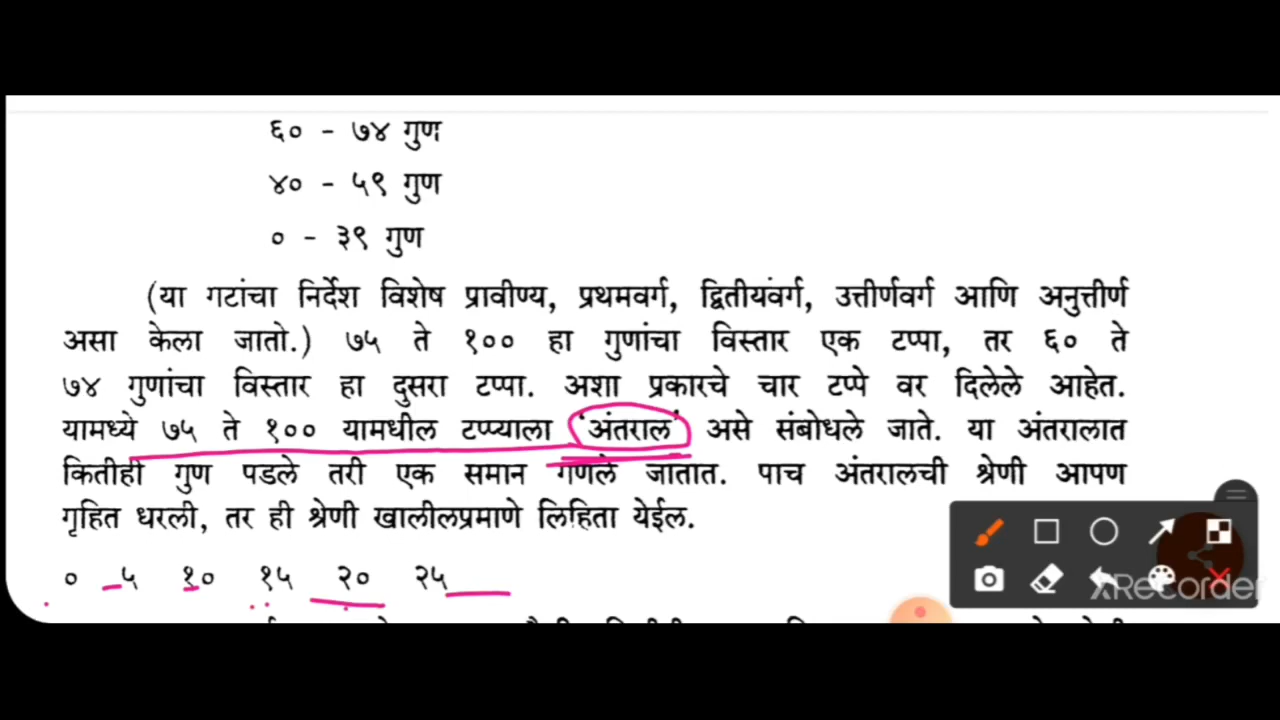 ६० - ७४ गुण
४० - ५९ गुण
० - ३९ गुण
(या गटांचा निर्देश विशेष प्रावीण्य, प्रथमवर्ग, द्वितीयवर्ग, उत्तीर्णवर्ग आणि अनुत्तीर्ण
असा केला जातो.) ७५ ते १०० हा गुणांचा विस्तार एक टप्पा, तर ६० ते
७४ गुणांचा विस्तार हा दुसरा टप्पा. अशा प्रकारचे चार टप्पे वर दिलेले आहेत.
यामध्ये ७५ ते १०० यामधील टप्प्याला 'अंतराल' असे संबोधले जाते. या अंतरालात
कितीही गुण पडले तरी एक समान गणले जातात. पाच अंतरालची श्रेणी आपण
गृहित धरली, तर ही श्रेणी खालीलप्रमाणे लिहिता येईल.
० ५ १० १५ २० २५
XRecorder